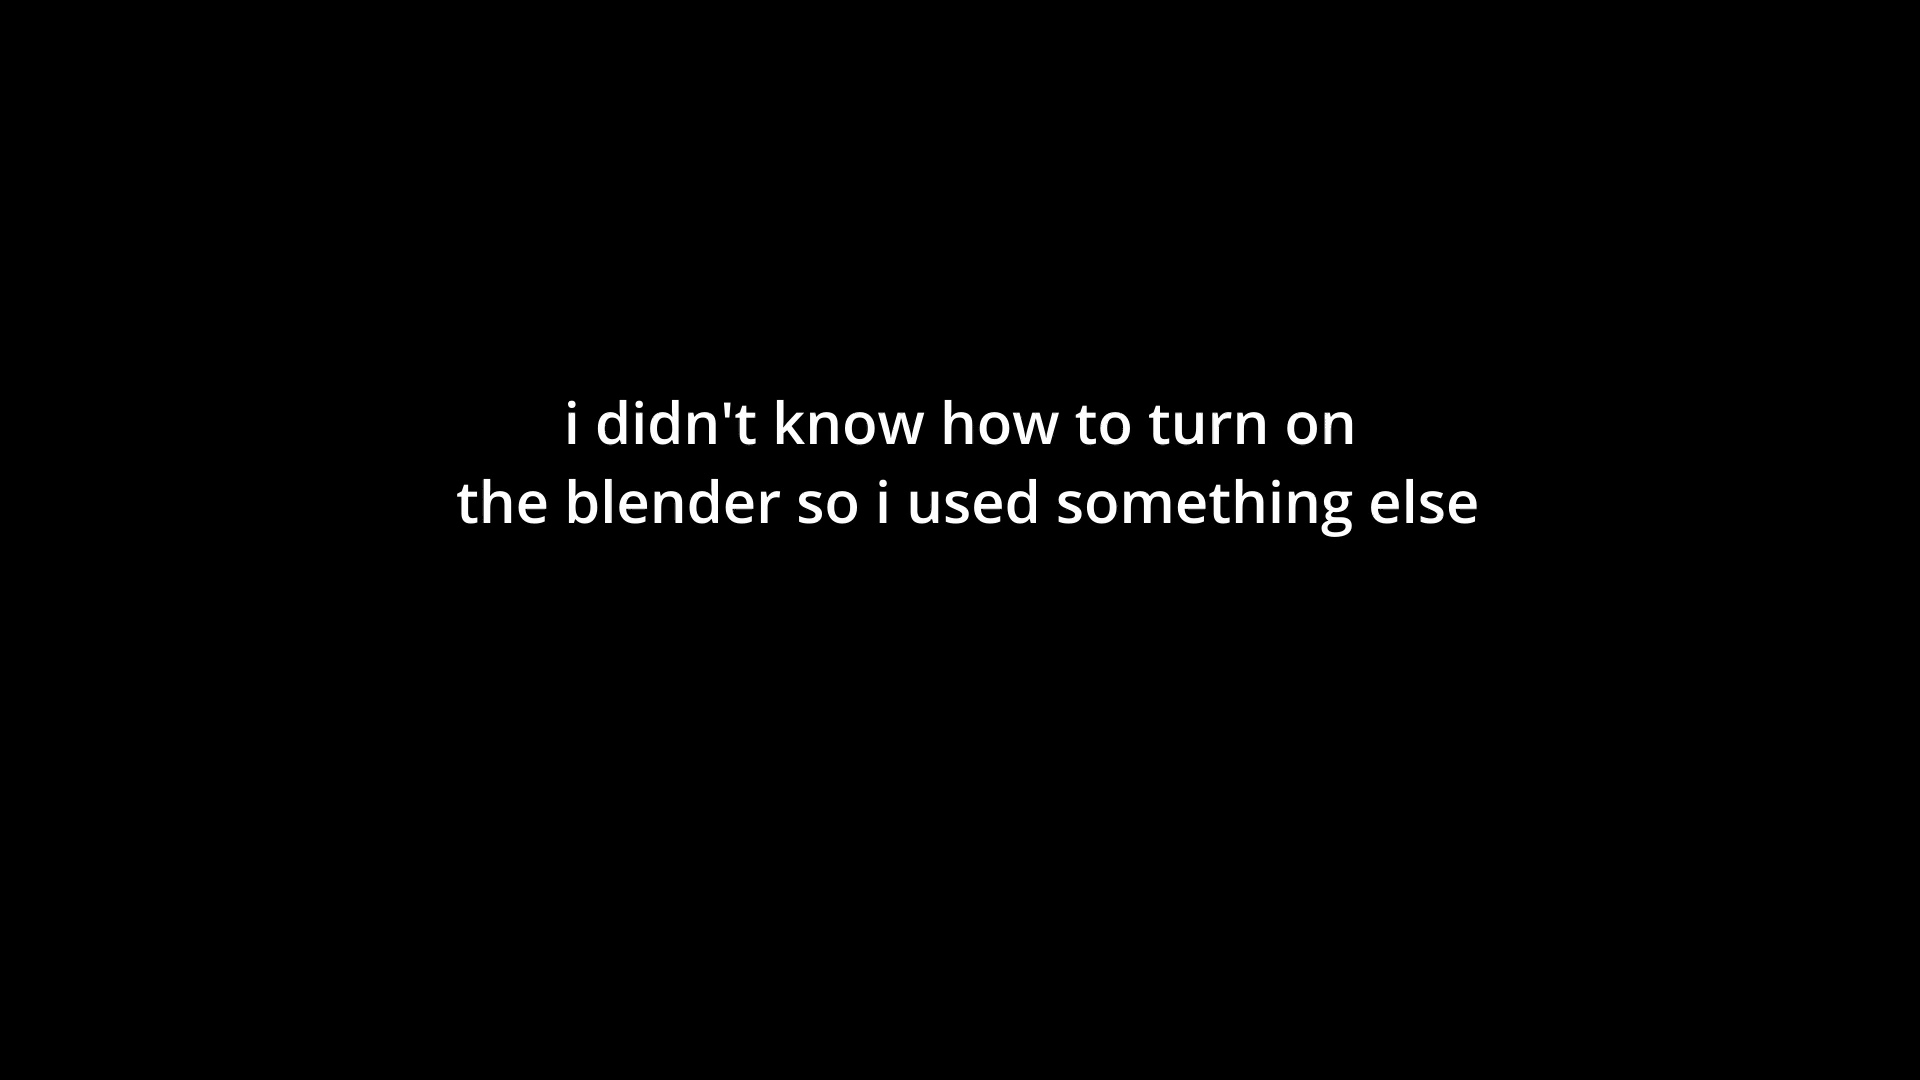 i didn't know how to turn on
the blender so i used something else